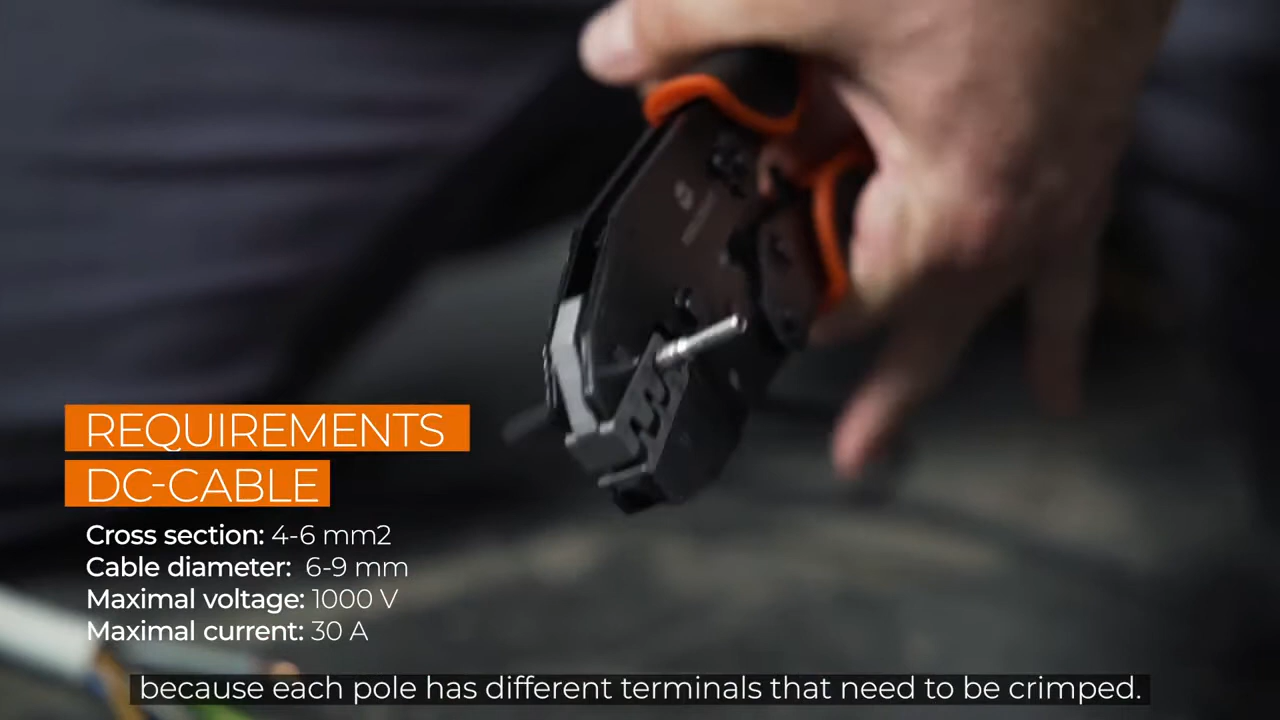 REQUIREMENTS
DC-CABLE
Cross section: 4-6 mm2
Cable diameter: 6-9 mm
Maximal voltage: 1000 V
Maximal current: 30 A
because each pole has different terminals that need to be crimped.